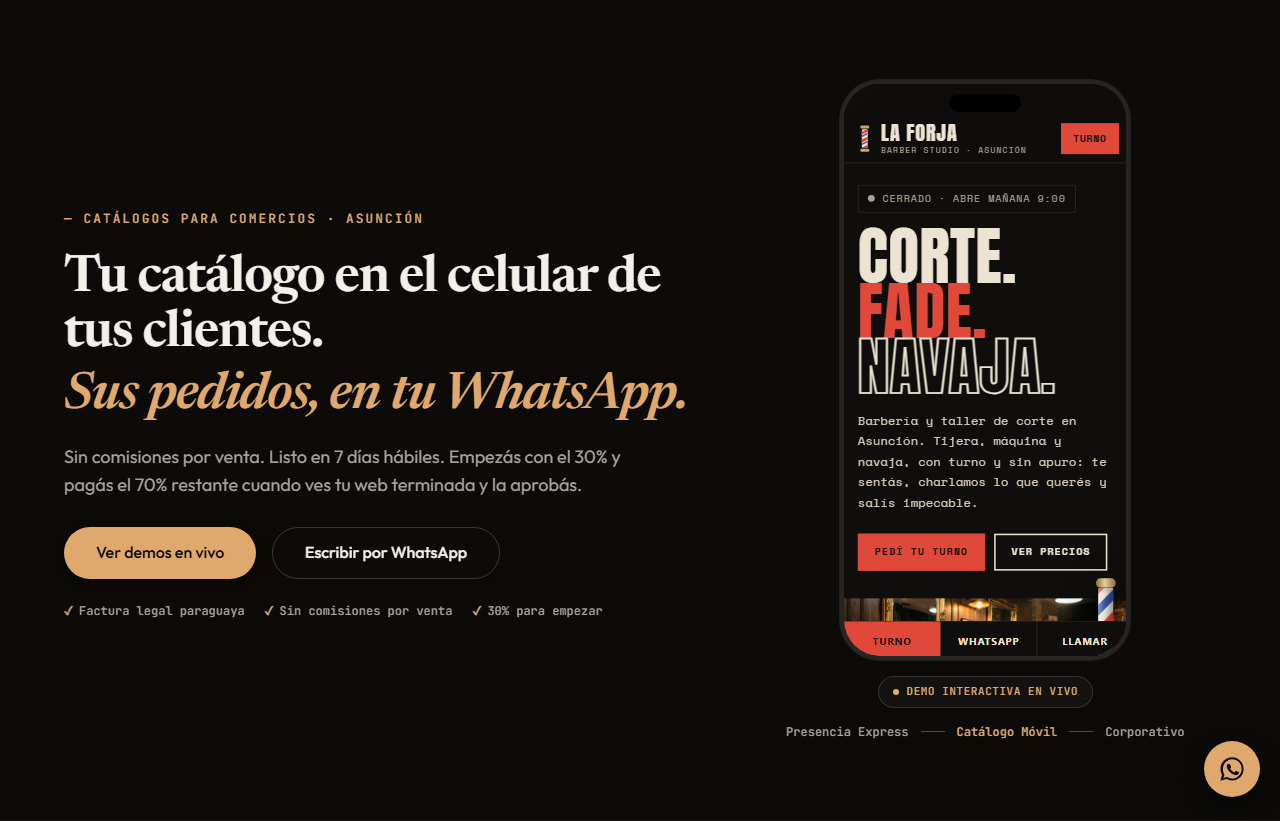 — CATÁLOGOS PARA COMERCIOS · ASUNCIÓN
Tu catálogo en el celular de
tus clientes.
Sus pedidos, en tu WhatsApp.
Sin comisiones por venta. Listo en 7 días hábiles. Empezás con el 30% y
pagás el 70% restante cuando ves tu web terminada y la aprobás.
Ver demos en vivo
Escribir por WhatsApp
✓ Factura legal paraguaya ✓ Sin comisiones por venta ✓ 30% para empezar
LA FORJA
BARBER STUDIO · ASUNCIÓN
TURNO
CERRADO · ABRE MAÑANA 9:00
CORTE.
FADE.
NAVAJA.
Barbería y taller de corte en
Asunción. Tijera, máquina y
navaja, con turno y sin apuro: te
sentás, charlamos lo que querés y
salís impecable.
PEDÍ TU TURNO
VER PRECIOS
TURNO
WHATSAPP
LLAMAR
DEMO INTERACTIVA EN VIVO
Presencia Express — Catálogo Móvil — Corporativo